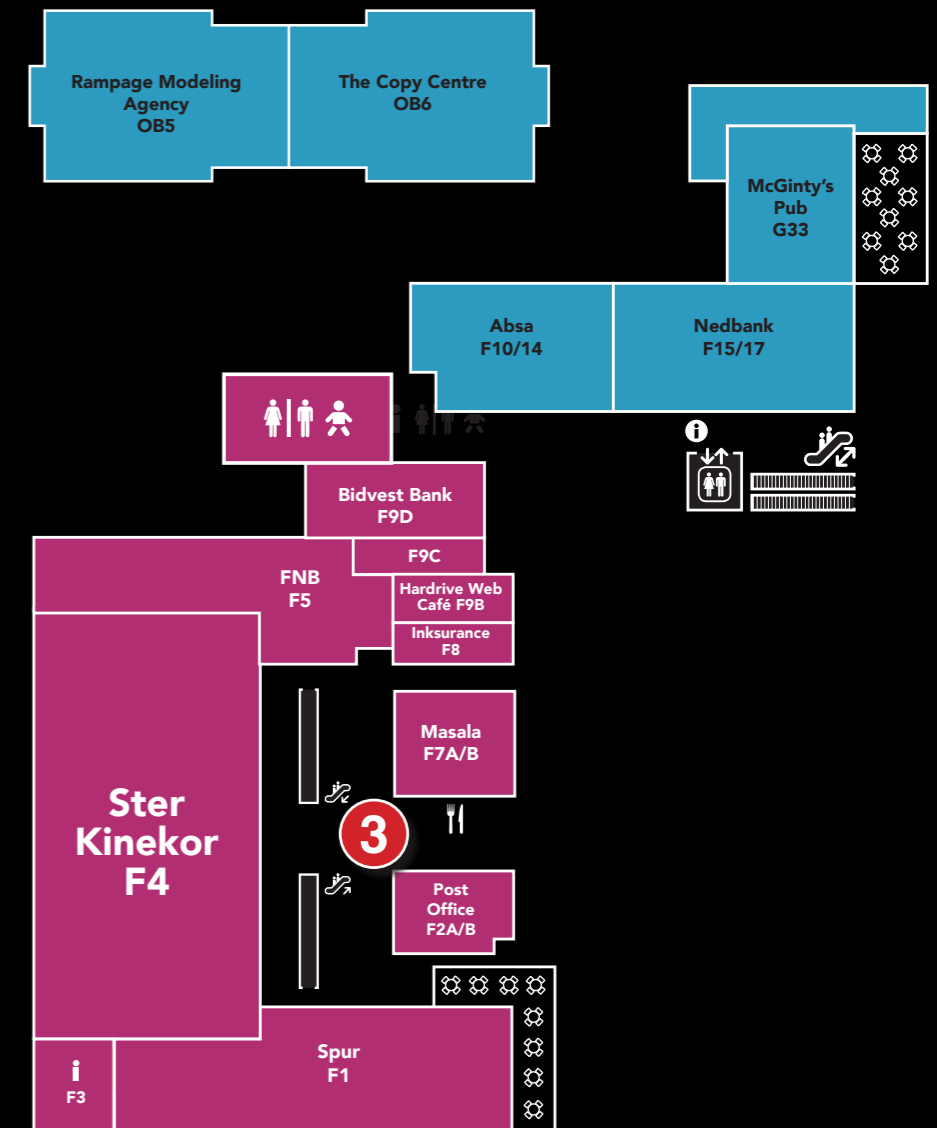 Rampage Modeling
Agency
OB5
The Copy Centre
OB6
McGinty's
Pub
G33
Absa
F10/14
Nedbank
F15/17
i
Bidvest Bank
F9D
F9C
FNB
F5
Hardrive Web
Café F9B
Inksurance
F8
Masala
F7A/B
Ster
Kinekor
F4
3
Post
Office
F2A/B
Spur
F1
i
F3